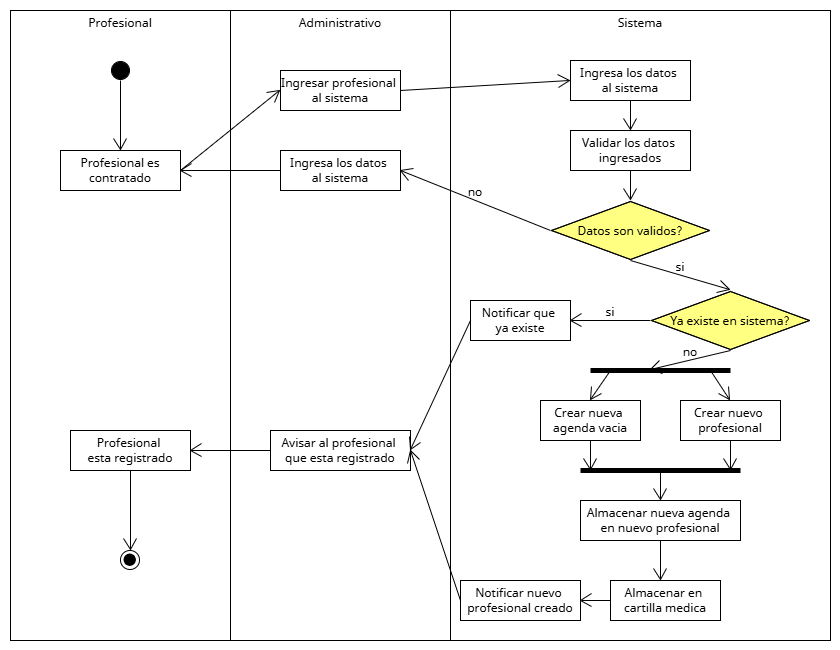 Profesional
Administrativo
Sistema
Ingresar profesional
al sistema
Ingresa los datos
al sistema
Profesional es
contratado
Ingresa los datos
al sistema
Validar los datos
ingresados
no
Datos son validos?
si
Notificar que
ya existe
si
Ya existe en sistema?
no
Crear nueva
agenda vacia
Crear nuevo
profesional
Profesional
esta registrado
Avisar al profesional
que esta registrado
Almacenar nueva agenda
en nuevo profesional
Notificar nuevo
profesional creado
Almacenar en
cartilla medica